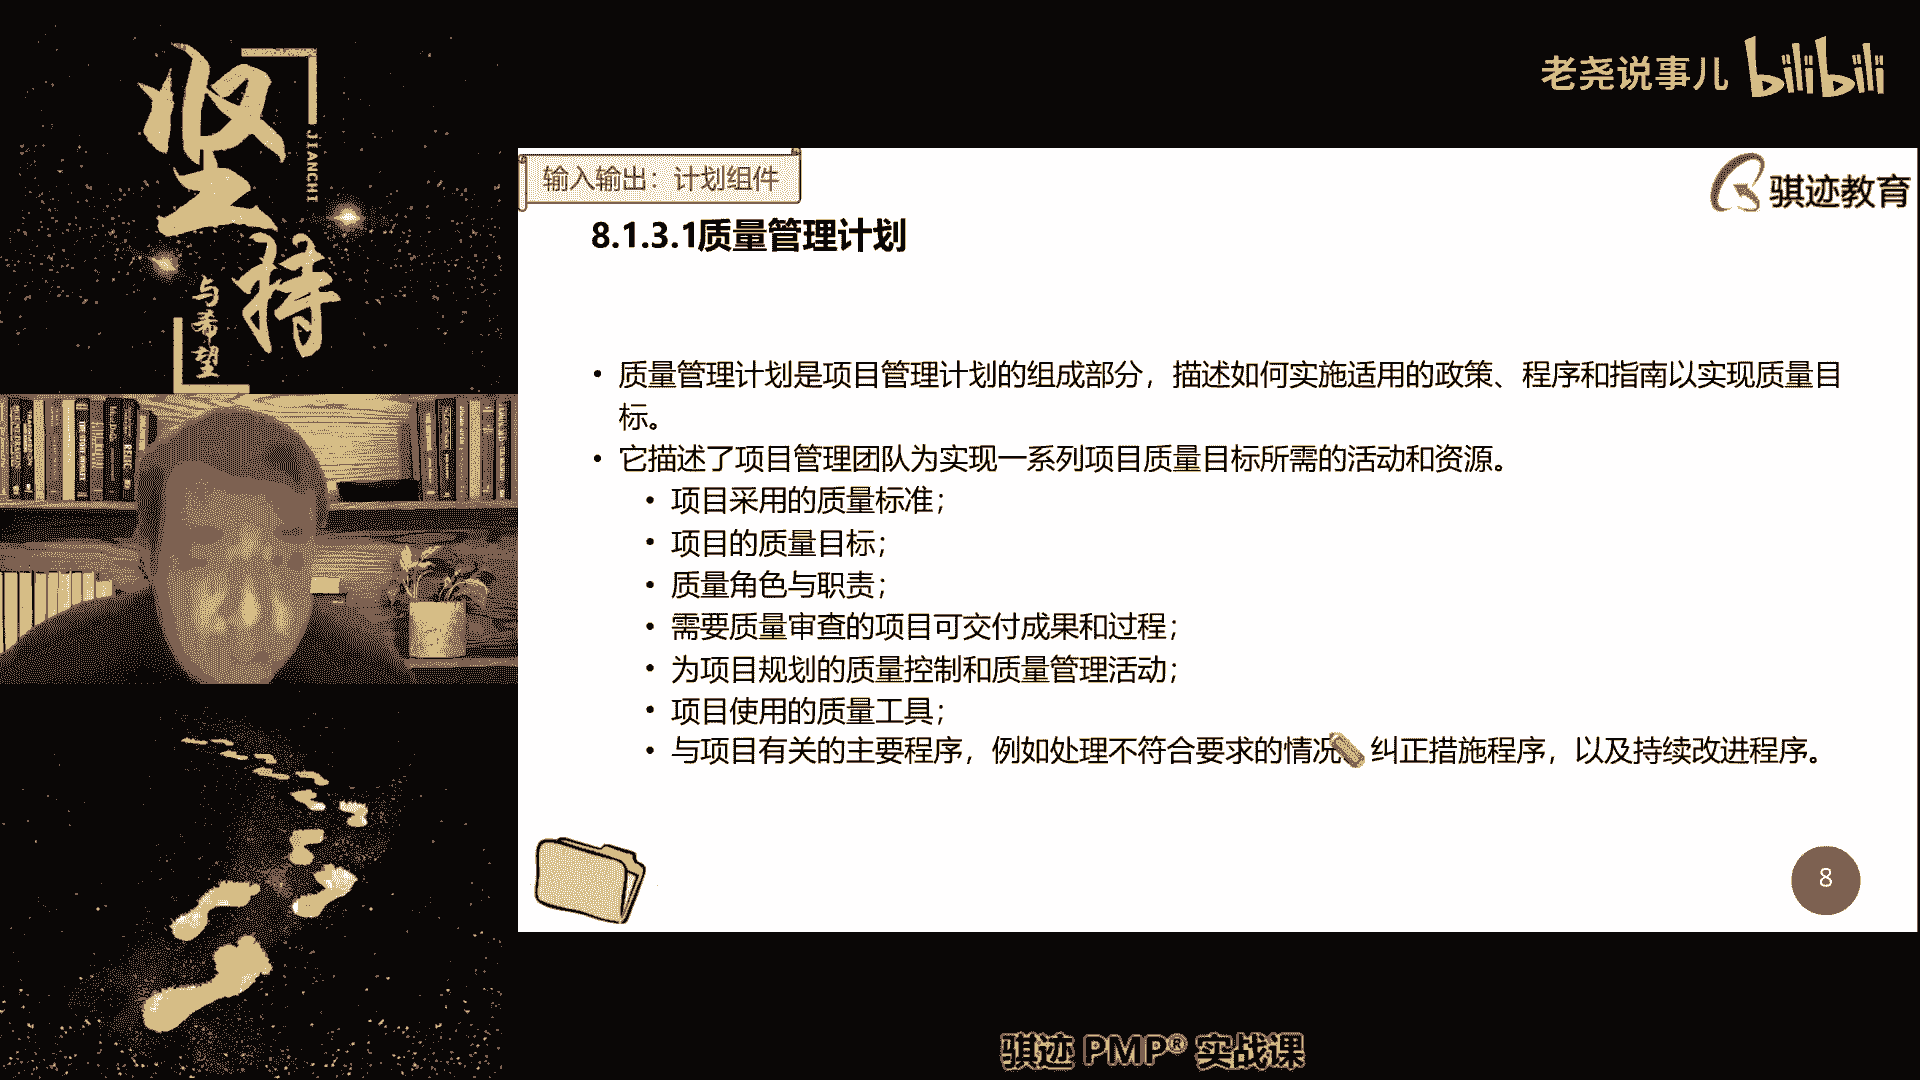 坚持
JIANCHI
与希望
老尧说事儿 bilibili
输入输出：计划组件
骐迹教育
8.1.3.1质量管理计划
• 质量管理计划是项目管理计划的组成部分，描述如何实施适用的政策、程序和指南以实现质量目
标。
• 它描述了项目管理团队为实现一系列项目质量目标所需的活动和资源。
• 项目采用的质量标准；
• 项目的质量目标；
• 质量角色与职责；
• 需要质量审查的项目可交付成果和过程；
• 为项目规划的质量控制和质量管理活动；
• 项目使用的质量工具；
• 与项目有关的主要程序，例如处理不符合要求的情况 纠正措施程序，以及持续改进程序。
8
骐迹 PMP® 实战课